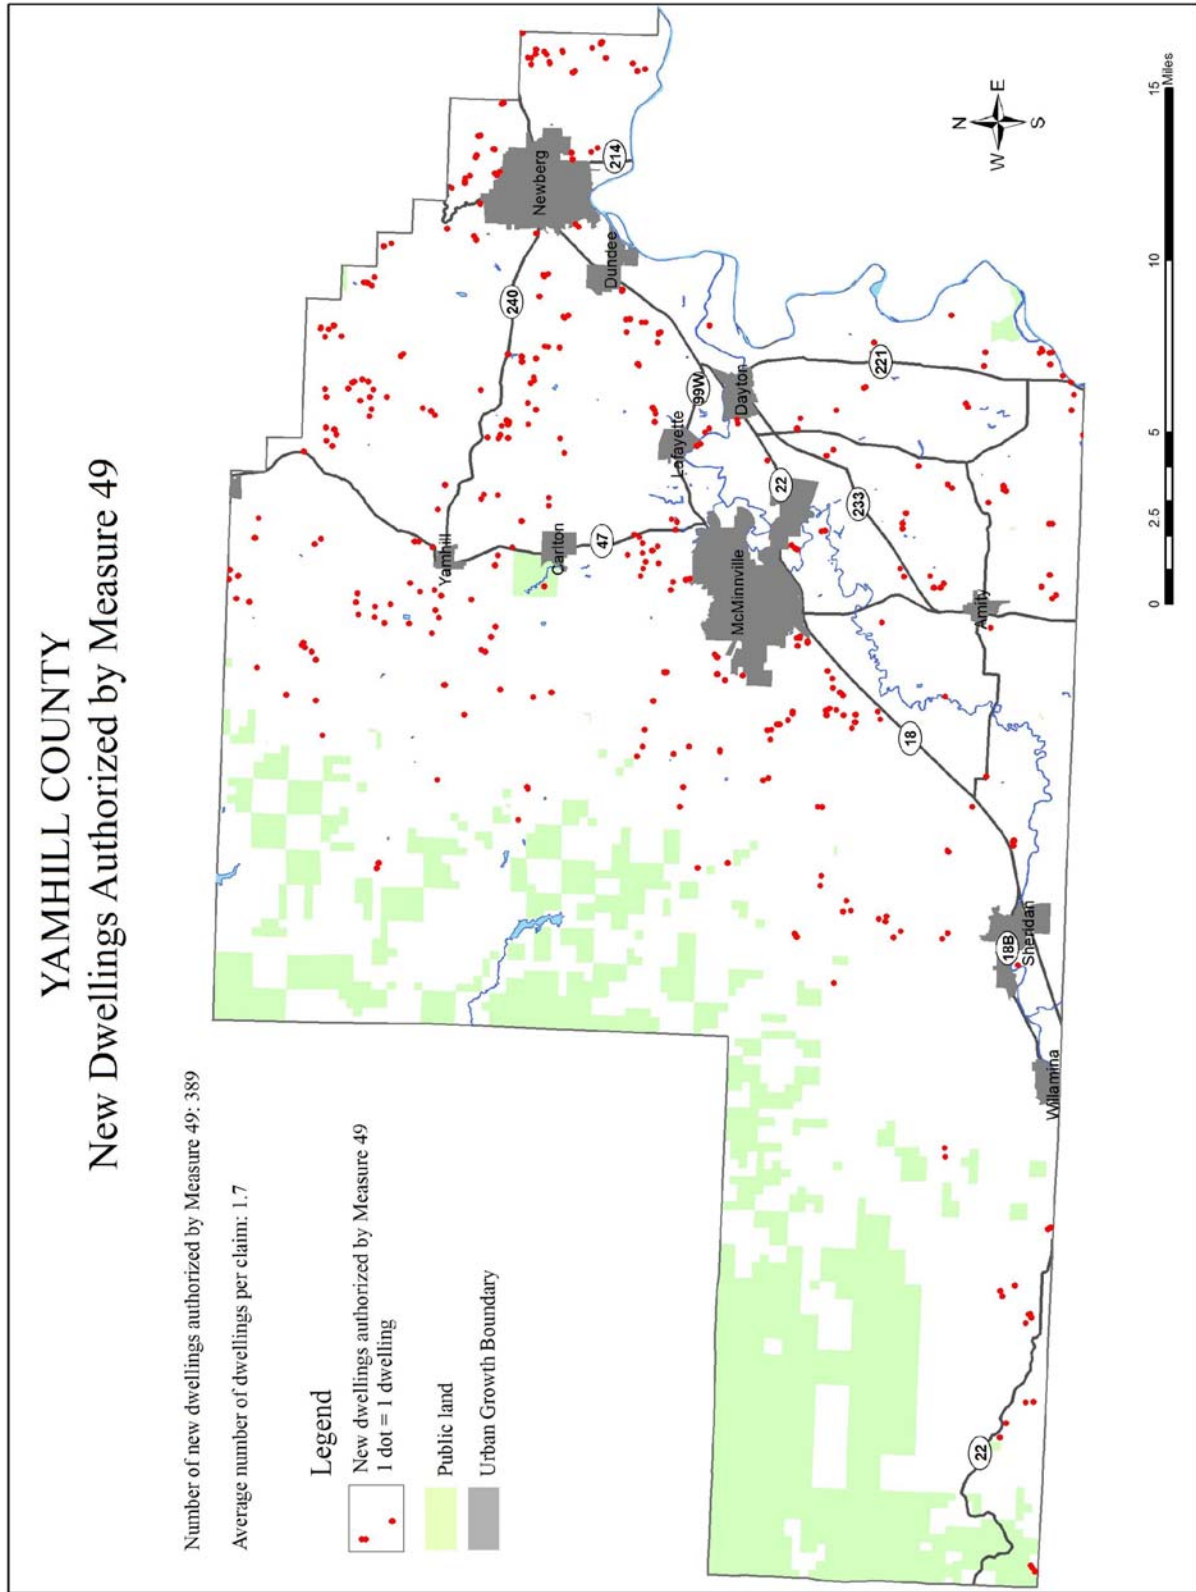 YAMHILL COUNTY
New Dwellings Authorized by Measure 49
Number of new dwellings authorized by Measure 49: 389
Average number of dwellings per claim: 1.7
Legend
New dwellings authorized by Measure 49
1 dot = 1 dwelling
Public land
Urban Growth Boundary
Yamhill
Carlton
47
240
Newberg
214
Dundee
99W
Lafayette
Dayton
McMinnville
22
221
233
18
Amity
18B
Sheridan
Willamina
22
N
W
E
S
0
2.5
5
10
15
Miles